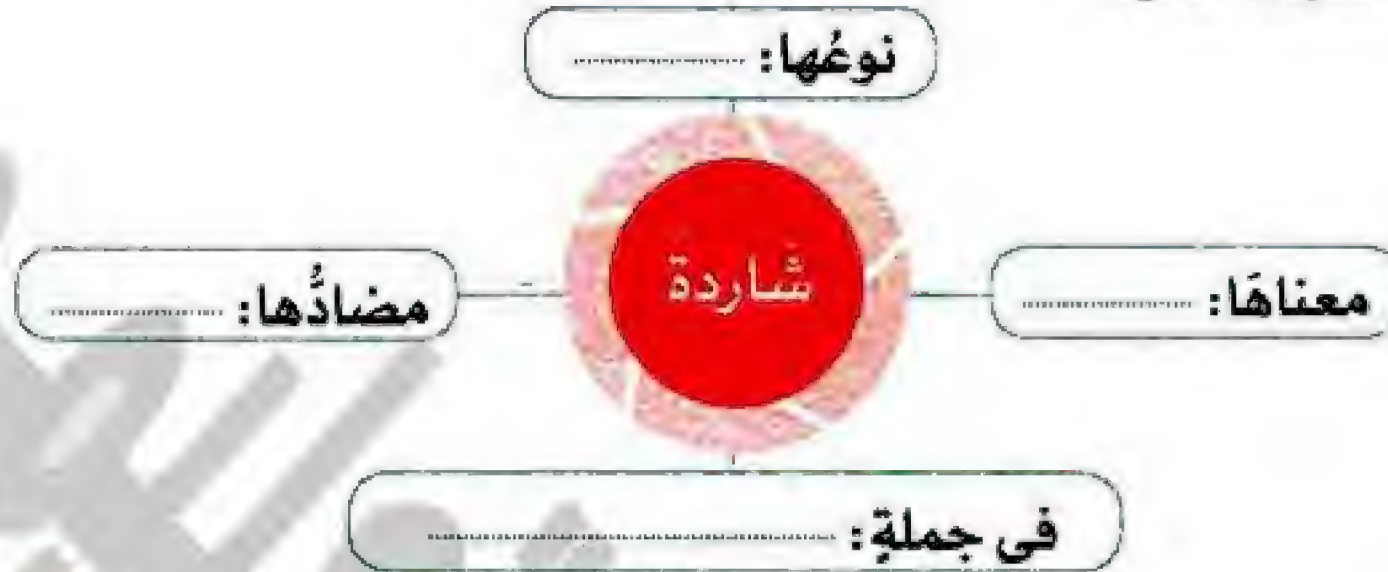 نوعُها: ..................
معناهَا: ..................
شاردة
مضادُّها: ..................
فى جملةٍ: ..................